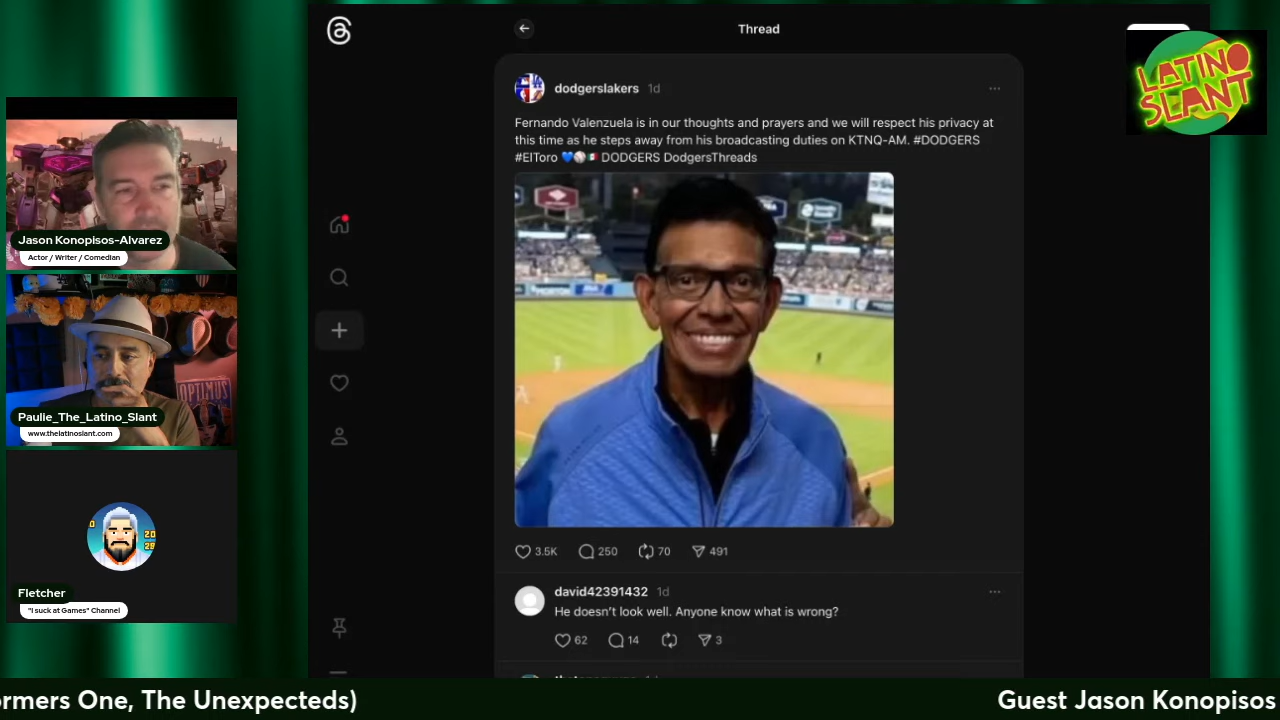 Thread
LATINO
SLANT
dodgerslakers 1d
Fernando Valenzuela is in our thoughts and prayers and we will respect his privacy at
this time as he steps away from his broadcasting duties on KTNQ-AM. #DODGERS
#ElToro 💙⚾🇲🇽 DODGERS DodgersThreads
3.5K 250 70 491
david42391432 1d
He doesn't look well. Anyone know what is wrong?
62 14 3
Jason Konopisos-Alvarez
Actor / Writer / Comedian
OPTIMUS
Paulie_The_Latino_Slant
www.thelatinoslant.com
20
Fletcher
"I suck at Games" Channel
ormers One, The Unexpecteds)
Guest Jason Konopisos